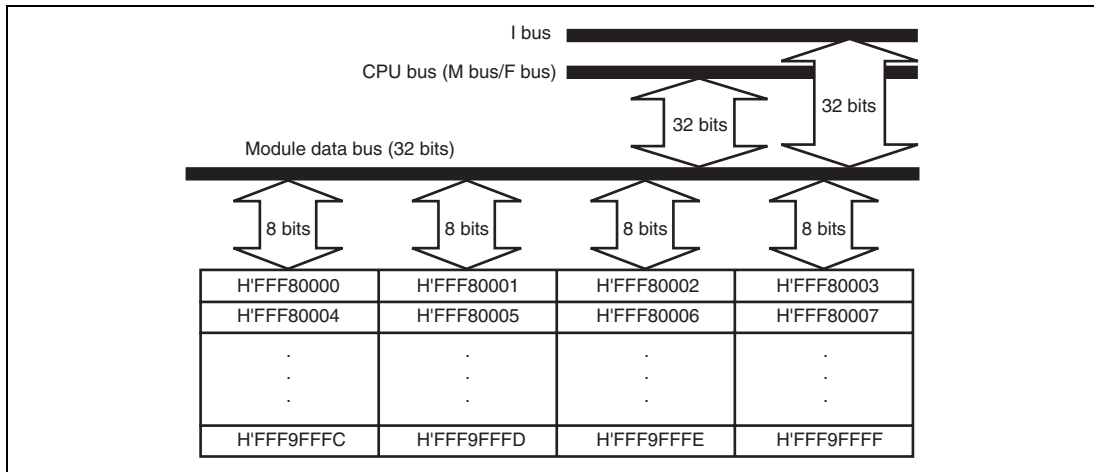 I bus
CPU bus (M bus/F bus)
32 bits
32 bits
Module data bus (32 bits)
8 bits 8 bits 8 bits 8 bits
H'FFF80000 H'FFF80001 H'FFF80002 H'FFF80003
H'FFF80004 H'FFF80005 H'FFF80006 H'FFF80007
. . . .
. . . .
. . . .
H'FFF9FFFC H'FFF9FFFD H'FFF9FFFE H'FFF9FFFF